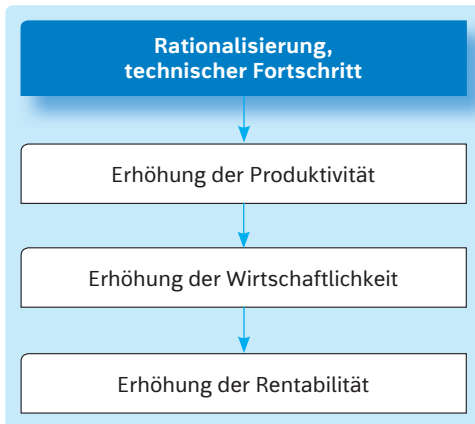 Rationalisierung,
technischer Fortschritt
Erhöhung der Produktivität
Erhöhung der Wirtschaftlichkeit
Erhöhung der Rentabilität